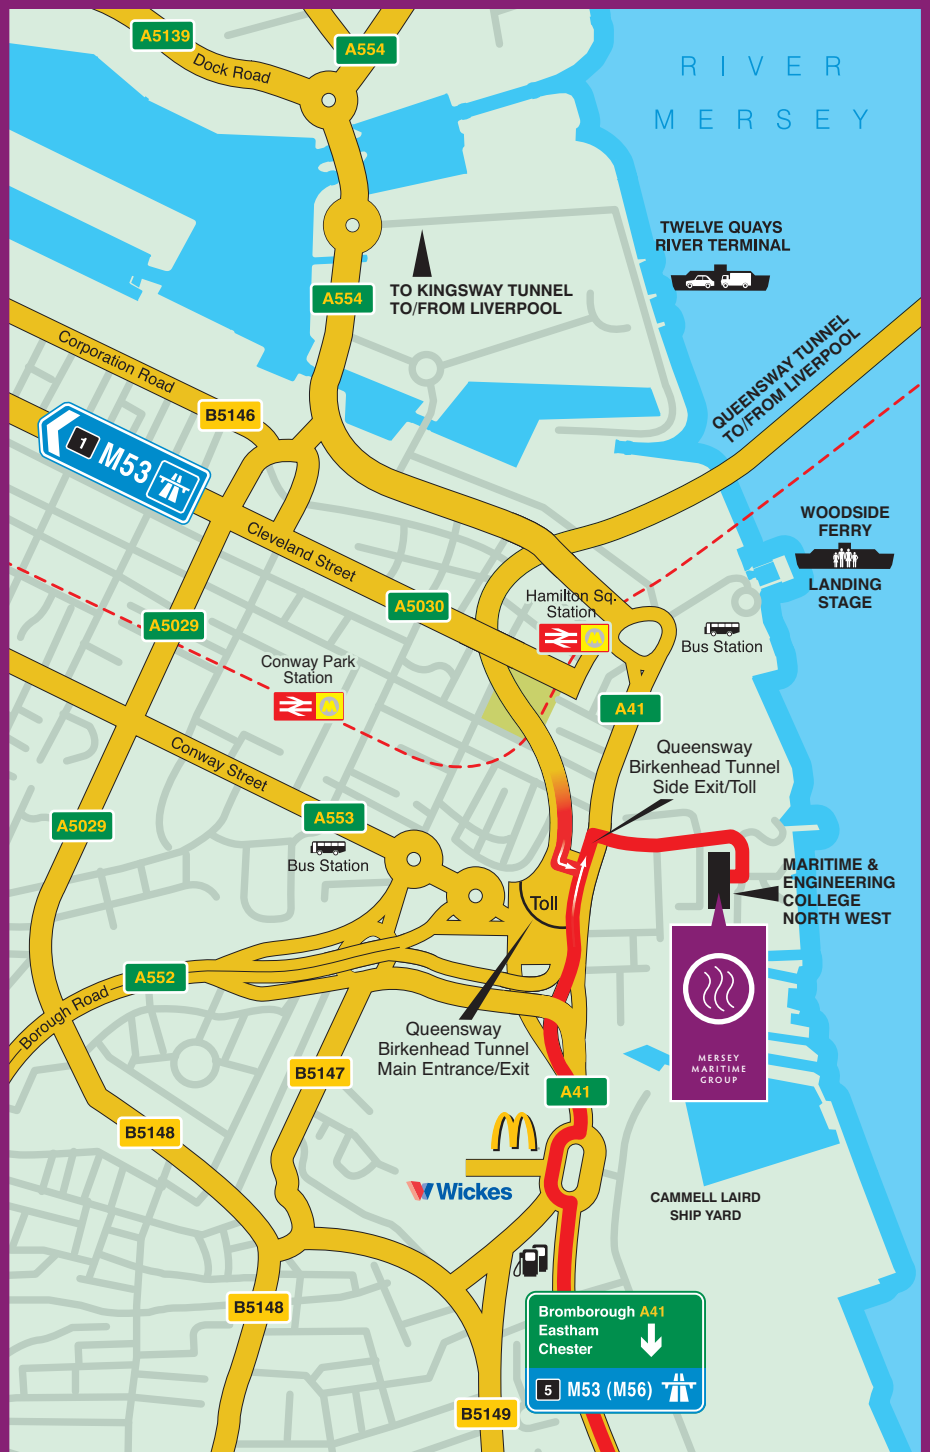 A5139
A554
Dock Road
RIVER
MERSEY
TWELVE QUAYS
RIVER TERMINAL
A554
TO KINGSWAY TUNNEL
TO/FROM LIVERPOOL
QUEENSWAY TUNNEL
TO/FROM LIVERPOOL
Corporation Road
B5146
1 M53
Cleveland Street
WOODSIDE
FERRY
LANDING
STAGE
A5030
Hamilton Sq.
Station
A5029
Bus Station
Conway Park
Station
A41
Conway Street
Queensway
Birkenhead Tunnel
Side Exit/Toll
A553
A5029
Bus Station
MARITIME &
ENGINEERING
COLLEGE
NORTH WEST
Toll
A552
Borough Road
Queensway
Birkenhead Tunnel
Main Entrance/Exit
MERSEY
MARITIME
GROUP
B5147
A41
B5148
Wickes
CAMMELL LAIRD
SHIP YARD
B5148
Bromborough A41
Eastham
Chester
5 M53 (M56)
B5149